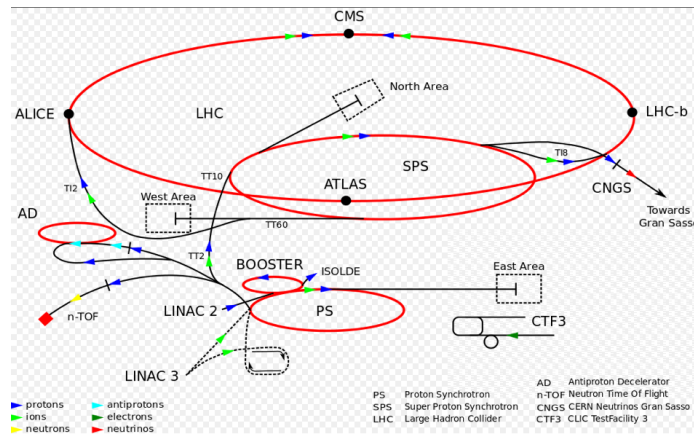 CMS
North Area
ALICE
LHC
LHC-b
TT10
SPS
TI8
TI2
West Area
ATLAS
CNGS
AD
TT60
Towards
Gran Sasso
TT2
BOOSTER
ISOLDE
East Area
LINAC 2
n-TOF
PS
CTF3
LINAC 3
protons
antiprotons
ions
electrons
neutrons
neutrinos
PS Proton Synchrotron
SPS Super Proton Synchrotron
LHC Large Hadron Collider
AD Antiproton Decelerator
n-TOF Neutron Time Of Flight
CNGS CERN Neutrinos Gran Sasso
CTF3 CLIC TestFacility 3